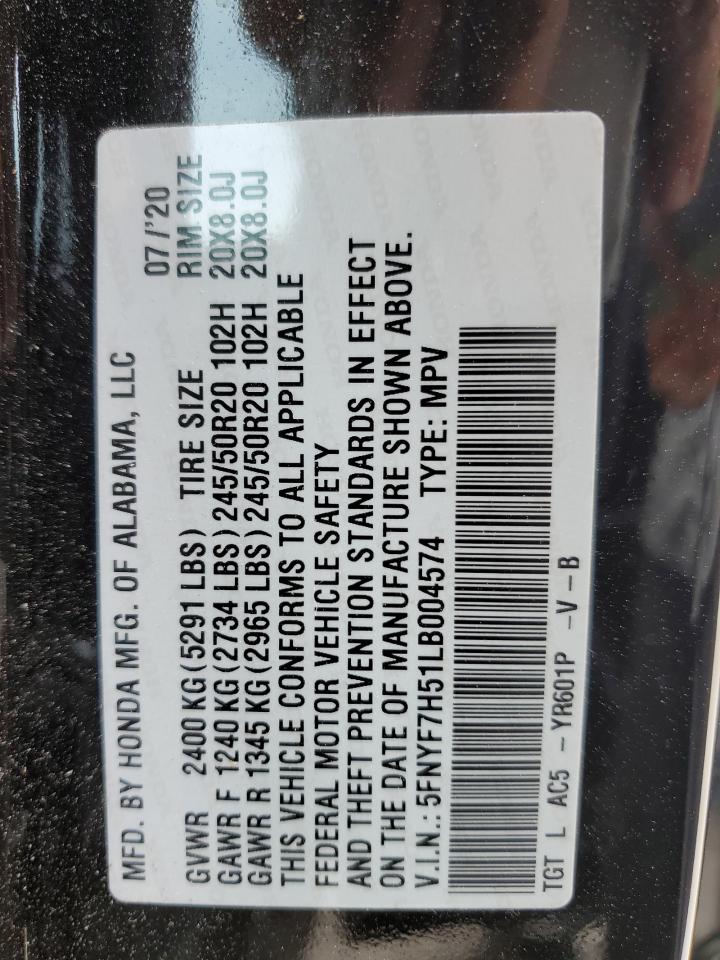 MFD. BY HONDA MFG. OF ALABAMA, LLC 07/'20
GVWR 2400 KG (5291 LBS) TIRE SIZE RIM SIZE
GAWR F 1240 KG (2734 LBS) 245/50R20 102H 20X8.0J
GAWR R 1345 KG (2965 LBS) 245/50R20 102H 20X8.0J
THIS VEHICLE CONFORMS TO ALL APPLICABLE
FEDERAL MOTOR VEHICLE SAFETY
AND THEFT PREVENTION STANDARDS IN EFFECT
ON THE DATE OF MANUFACTURE SHOWN ABOVE.
V.I.N.: 5FNYF7H51LB004574 TYPE: MPV
TGT L AC5 - YR601P -V-B